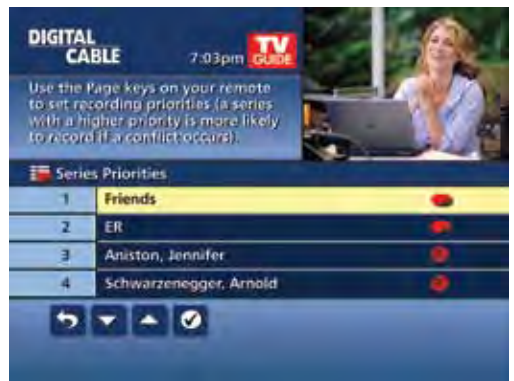 DIGITAL
CABLE
7:03pm
TV
GUIDE
Use the Page keys on your remote
to set recording priorities (a series
with a higher priority is more likely
to record if a conflict occurs).
Series Priorities
1 Friends
2 ER
3 Aniston, Jennifer
4 Schwarzenegger, Arnold